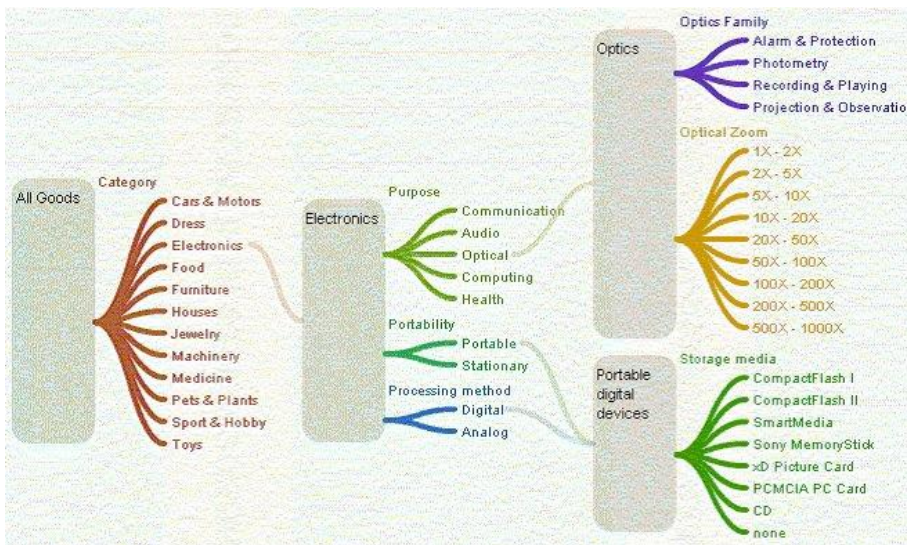 All Goods
Category
Cars & Motors
Dress
Electronics
Food
Furniture
Houses
Jewelry
Machinery
Medicine
Pets & Plants
Sport & Hobby
Toys
Electronics
Purpose
Communication
Audio
Optical
Computing
Health
Portability
Portable
Stationary
Processing method
Digital
Analog
Optics
Optics Family
Alarm & Protection
Photometry
Recording & Playing
Projection & Observatio
Optical Zoom
1X - 2X
2X - 5X
5X - 10X
10X - 20X
20X - 50X
50X - 100X
100X - 200X
200X - 500X
500X - 1000X
Portable
digital
devices
Storage media
CompactFlash I
CompactFlash II
SmartMedia
Sony MemoryStick
xD Picture Card
PCMCIA PC Card
CD
none